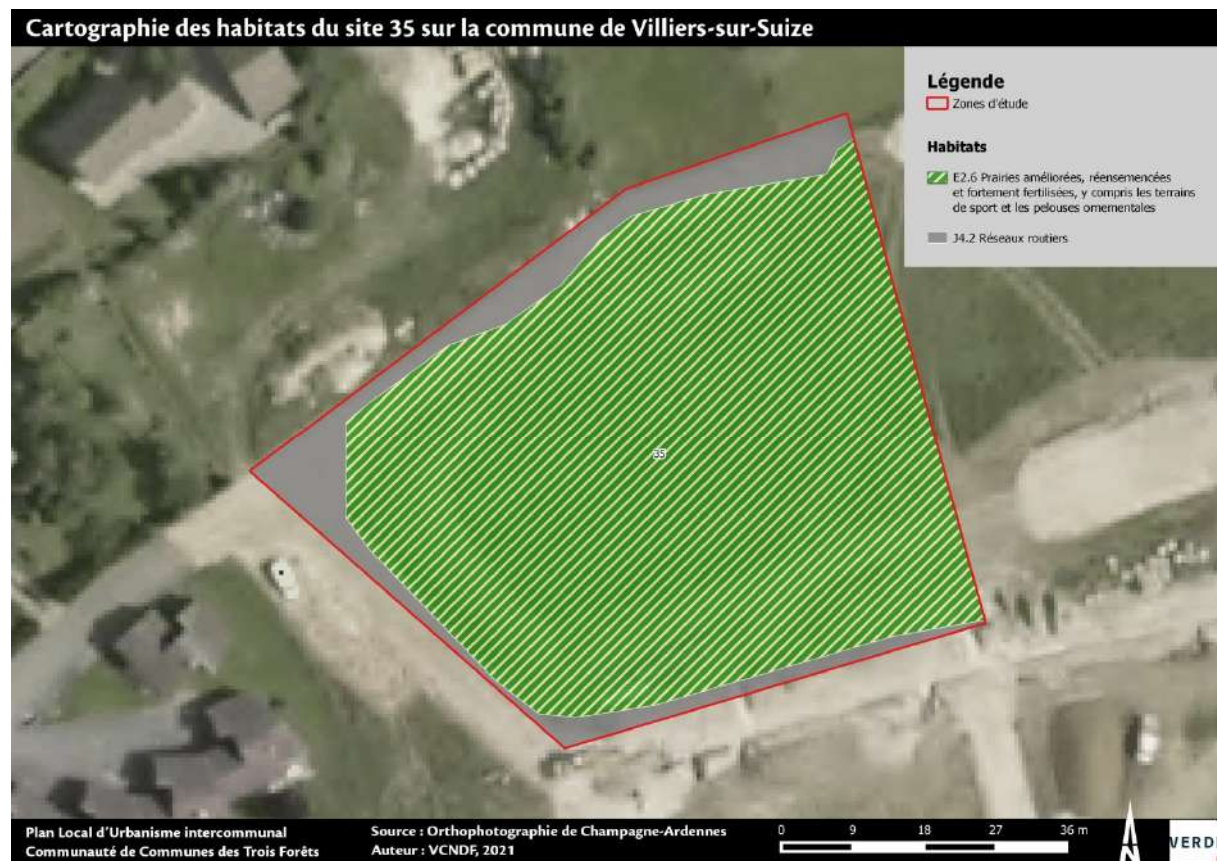 Cartographie des habitats du site 35 sur la commune de Villiers-sur-Suize
Légende
Zones d'étude
Habitats
E2.6 Prairies améliorées, réensemencées
et fortement fertilisées, y compris les terrains
de sport et les pelouses ornementales
J4.2 Réseaux routiers
35
Plan Local d'Urbanisme intercommunal
Communauté de Communes des Trois Forêts
Source : Orthophotographie de Champagne-Ardennes
Auteur : VCNDF, 2021
0 9 18 27 36 m
N
VERDI